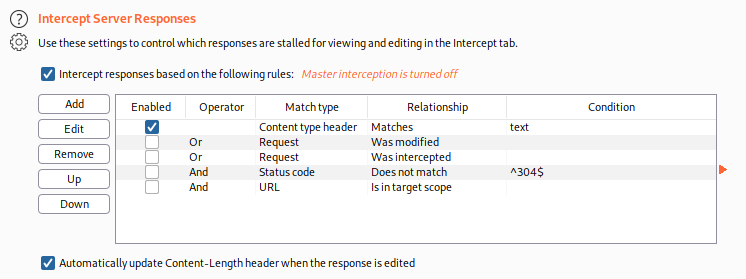 Intercept Server Responses
Use these settings to control which responses are stalled for viewing and editing in the Intercept tab.
Intercept responses based on the following rules: Master interception is turned off
Add
Edit
Remove
Up
Down
Enabled Operator Match type Relationship Condition
Content type header Matches text
Or Request Was modified
Or Request Was intercepted
And Status code Does not match ^304$
And URL Is in target scope
Automatically update Content-Length header when the response is edited